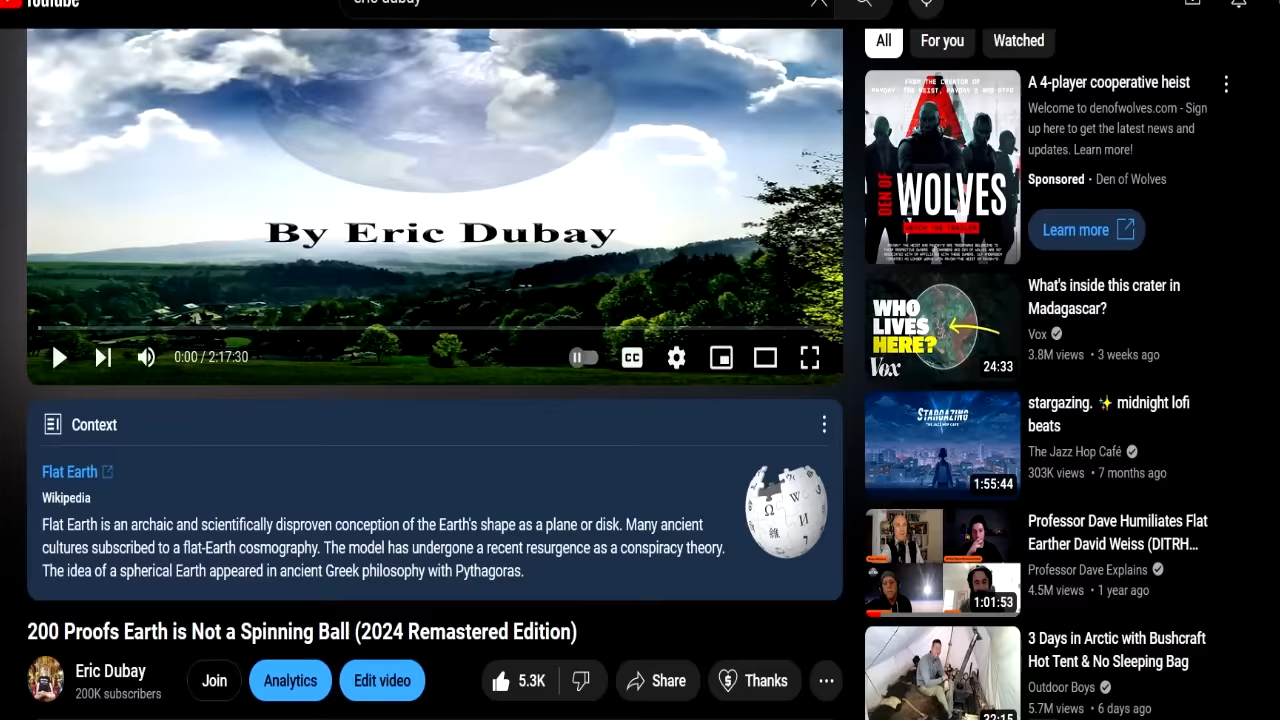 YouTube
eric dubay
By Eric Dubay
0:00 / 2:17:30
CC
Context
Flat Earth
Wikipedia
Flat Earth is an archaic and scientifically disproven conception of the Earth's shape as a plane or disk. Many ancient
cultures subscribed to a flat-Earth cosmography. The model has undergone a recent resurgence as a conspiracy theory.
The idea of a spherical Earth appeared in ancient Greek philosophy with Pythagoras.
200 Proofs Earth is Not a Spinning Ball (2024 Remastered Edition)
Eric Dubay
200K subscribers
Join
Analytics
Edit video
5.3K
Share
Thanks
All
For you
Watched
FROM THE CREATOR OF
DEN OF
WOLVES
WATCH THE TRAILER
A 4-player cooperative heist
Welcome to denofwolves.com - Sign
up here to get the latest news and
updates. Learn more!
Sponsored · Den of Wolves
Learn more
WHO
LIVES
HERE?
Vox
24:33
What's inside this crater in
Madagascar?
Vox
3.8M views • 3 weeks ago
STARGAZING
THE JAZZ HOP CAFÉ
1:55:44
stargazing. ✨ midnight lofi
beats
The Jazz Hop Café
303K views • 7 months ago
1:01:53
Professor Dave Humiliates Flat
Earther David Weiss (DITRH...
Professor Dave Explains
4.5M views • 1 year ago
32:15
3 Days in Arctic with Bushcraft
Hot Tent & No Sleeping Bag
Outdoor Boys
5.7M views • 6 days ago